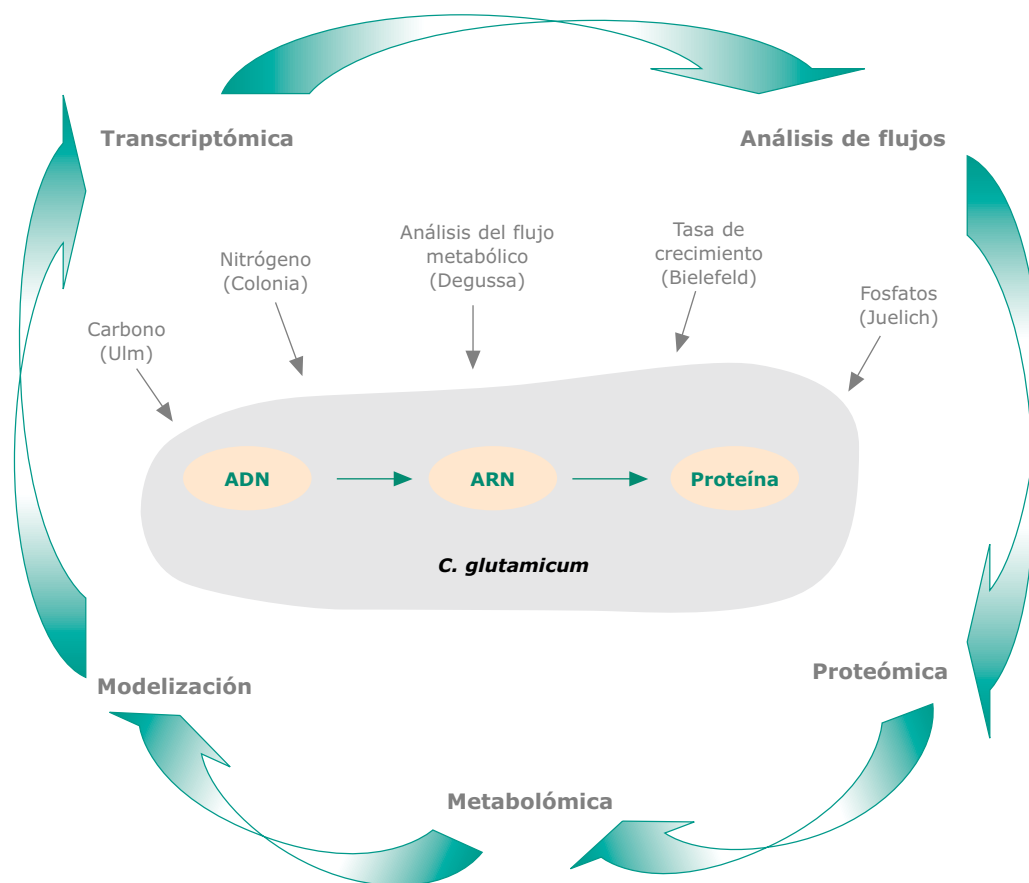 Transcriptómica
Análisis de flujos
Análisis del flujo
metabólico
(Degussa)
Tasa de
crecimiento
(Bielefeld)
Nitrógeno
(Colonia)
Fosfatos
(Juelich)
Carbono
(Ulm)
ADN
ARN
Proteína
C. glutamicum
Modelización
Proteómica
Metabolómica